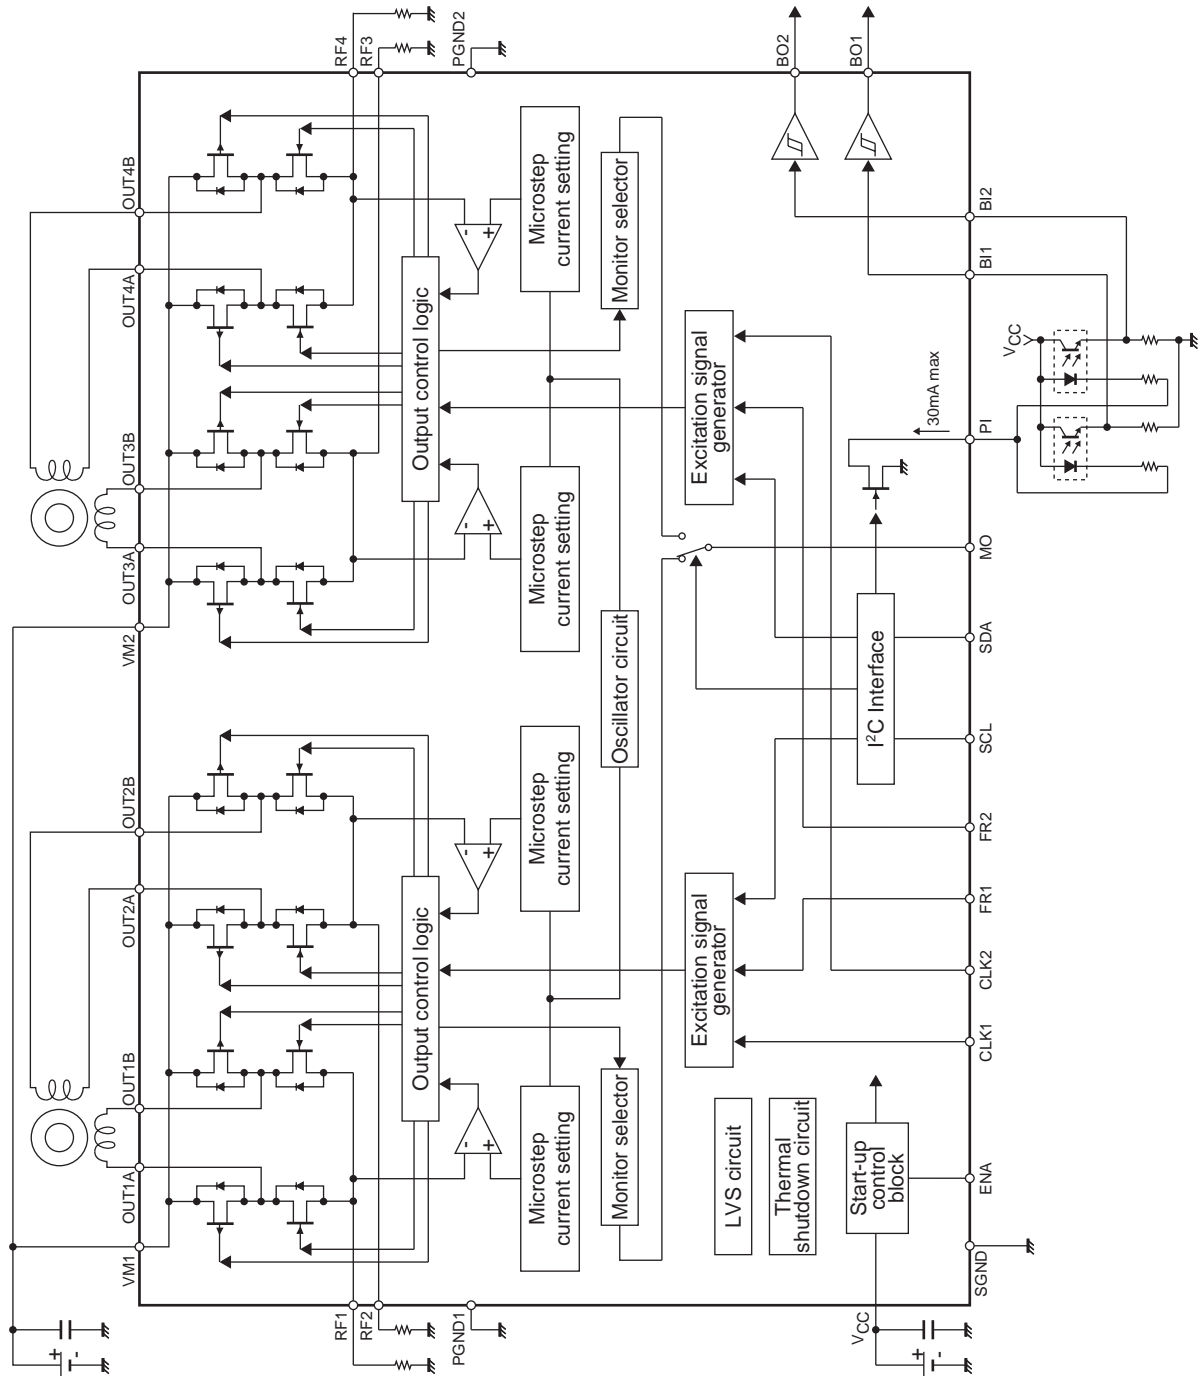 RF4
RF3
PGND2
BO2
BO1
OUT4B
OUT4A
OUT3B
OUT3A
VM2
OUT2B
OUT2A
OUT1B
OUT1A
VM1
Output control logic
-
+
-
+
Microstep
current setting
Microstep
current setting
Monitor selector
Excitation signal
generator
Oscillator circuit
Output control logic
-
+
-
+
Microstep
current setting
Microstep
current setting
Monitor selector
Excitation signal
generator
LVS circuit
Thermal
shutdown circuit
Start-up
control
block
I2C Interface
BI2
BI1
VCC
30mA max
PI
MO
SDA
SCL
FR2
FR1
CLK2
CLK1
ENA
SGND
RF1
RF2
PGND1
VCC
+
-
+
-